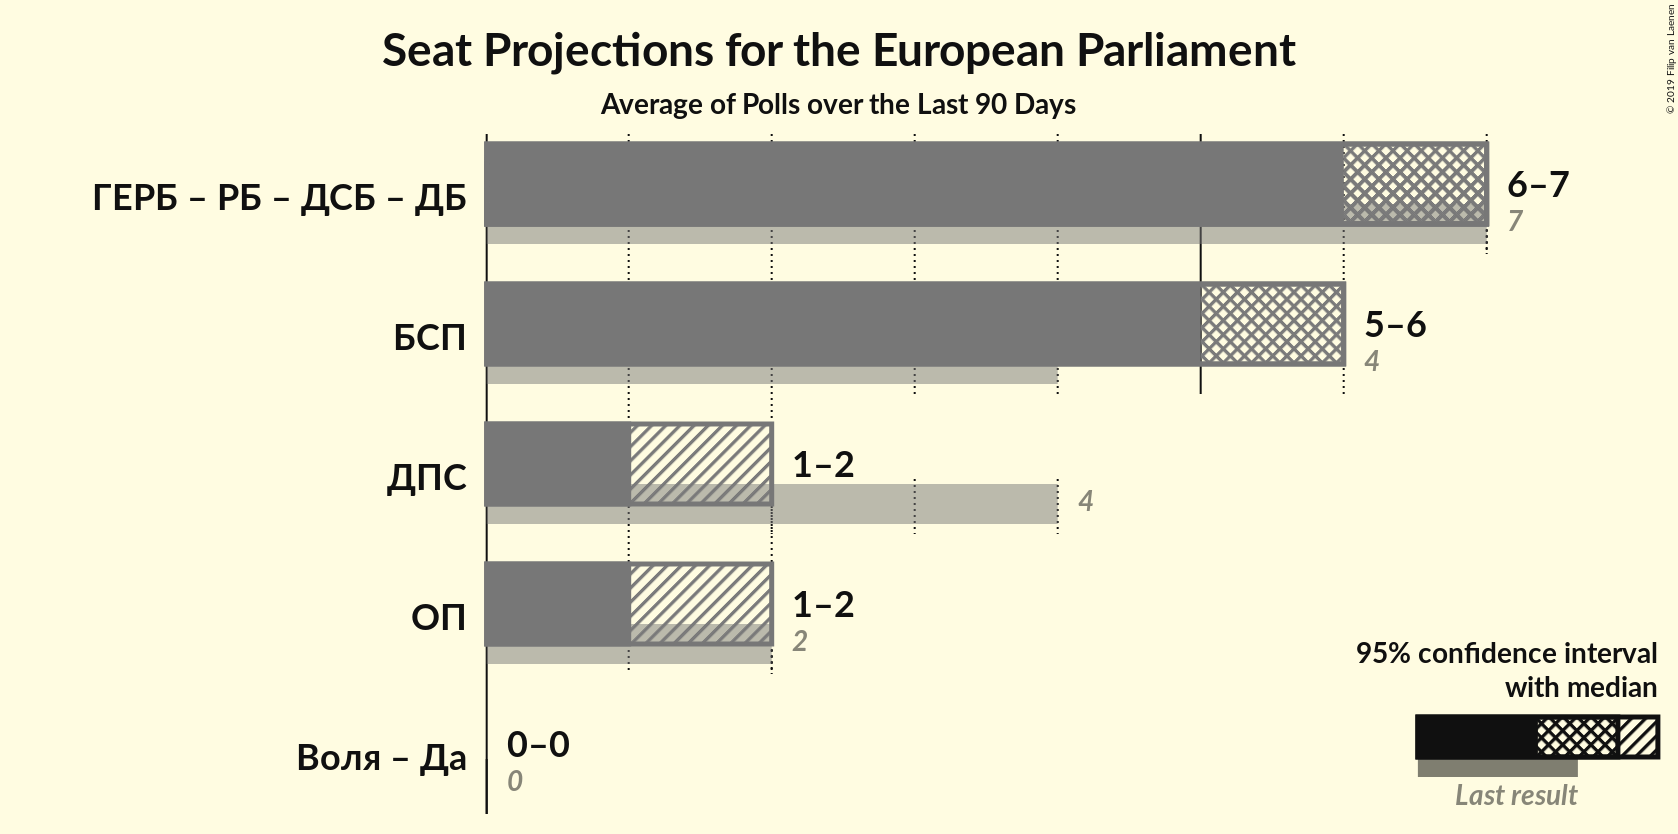 Seat Projections for the European Parliament
Average of Polls over the Last 90 Days
© 2019 Filip van Laenen
ГЕРБ – РБ – ДСБ – ДБ
6–7
7
БСП
5–6
4
ДПС
1–2
4
ОП
1–2
2
Воля – Да
0–0
0
95% confidence interval
with median
Last result